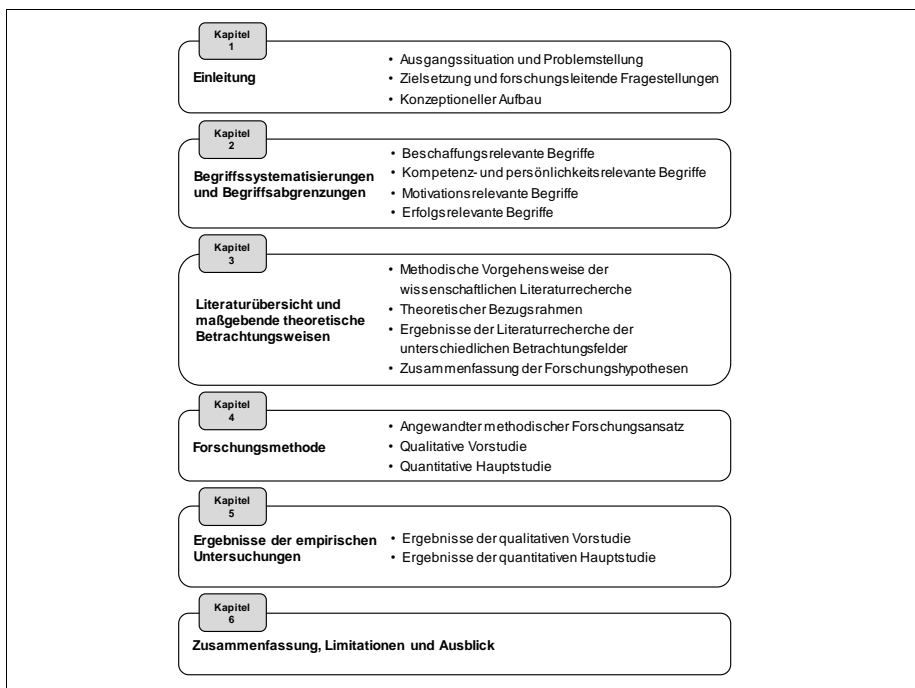 Kapitel
1
Einleitung
• Ausgangssituation und Problemstellung
• Zielsetzung und forschungsleitende Fragestellungen
• Konzeptioneller Aufbau
Kapitel
2
Begriffssystematisierungen
und Begriffsabgrenzungen
• Beschaffungsrelevante Begriffe
• Kompetenz- und persönlichkeitsrelevante Begriffe
• Motivationsrelevante Begriffe
• Erfolgsrelevante Begriffe
Kapitel
3
Literaturübersicht und
maßgebende theoretische
Betrachtungsweisen
• Methodische Vorgehensweise der
wissenschaftlichen Literaturrecherche
• Theoretischer Bezugsrahmen
• Ergebnisse der Literaturrecherche der
unterschiedlichen Betrachtungsfelder
• Zusammenfassung der Forschungshypothesen
Kapitel
4
Forschungsmethode
• Angewandter methodischer Forschungsansatz
• Qualitative Vorstudie
• Quantitative Hauptstudie
Kapitel
5
Ergebnisse der empirischen
Untersuchungen
• Ergebnisse der qualitativen Vorstudie
• Ergebnisse der quantitativen Hauptstudie
Kapitel
6
Zusammenfassung, Limitationen und Ausblick